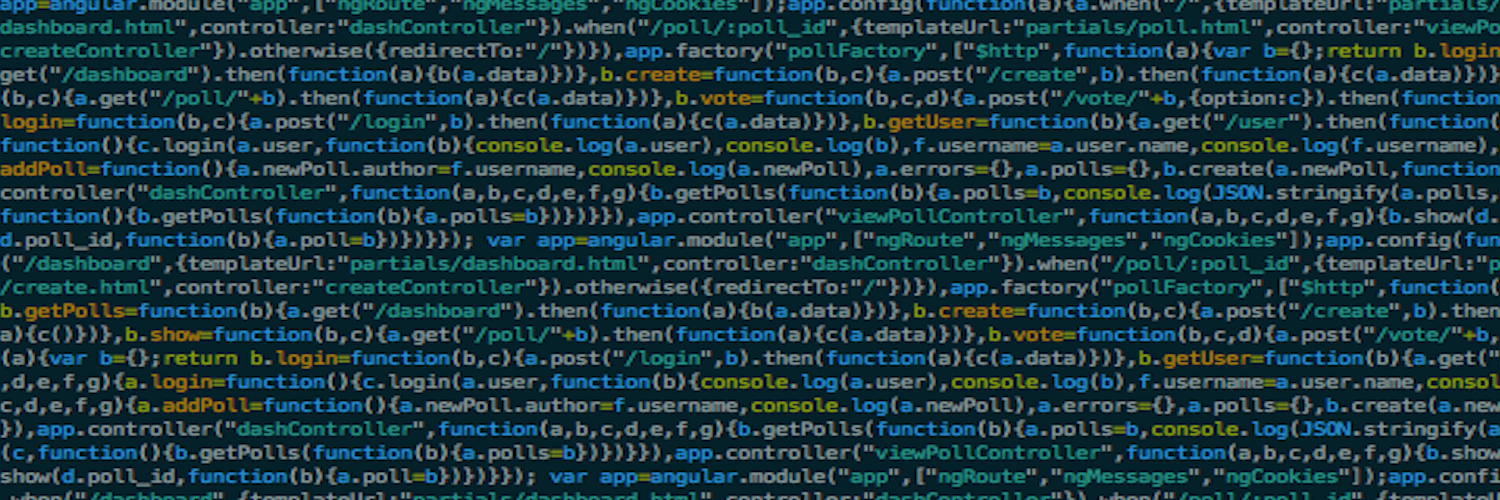 app=angular.module("app",["ngRoute","ngMessages","ngCookies"]);app.config(function(a){a.when("/",{templateUrl:"partials/
dashboard.html",controller:"dashController"}).when("/poll/:poll_id",{templateUrl:"partials/poll.html",controller:"viewPo
createController"}).otherwise({redirectTo:"/"})}),app.factory("pollFactory",["$http",function(a){var b={};return b.login
get("/dashboard").then(function(a){b(a.data)})},b.create=function(b,c){a.post("/create",b).then(function(a){c(a.data)})}
(b,c){a.get("/poll/"+b).then(function(a){c(a.data)})},b.vote=function(b,c,d){a.post("/vote/"+b,{option:c}).then(function
login=function(b,c){a.post("/login",b).then(function(a){c(a.data)})},b.getUser=function(b){a.get("/user").then(function(
function(){c.login(a.user,function(b){console.log(a.user),console.log(b),f.username=a.user.name,console.log(f.username),
addPoll=function(){a.newPoll.author=f.username,console.log(a.newPoll),a.errors={},a.polls={},b.create(a.newPoll,function
controller("dashController",function(a,b,c,d,e,f,g){b.getPolls(function(b){a.polls=b,console.log(JSON.stringify(a.polls,
function(){b.getPolls(function(b){a.polls=b})})}}),app.controller("viewPollController",function(a,b,c,d,e,f,g){b.show(d.
d.poll_id,function(b){a.poll=b})})}}); var app=angular.module("app",["ngRoute","ngMessages","ngCookies"]);app.config(fun
("/dashboard",{templateUrl:"partials/dashboard.html",controller:"dashController"}).when("/poll/:poll_id",{templateUrl:"p
/create.html",controller:"createController"}).otherwise({redirectTo:"/"})}),app.factory("pollFactory",["$http",function(
b.getPolls=function(b){a.get("/dashboard").then(function(a){b(a.data)})},b.create=function(b,c){a.post("/create",b).then
a){c()})},b.show=function(b,c){a.get("/poll/"+b).then(function(a){c(a.data)})},b.vote=function(b,c,d){a.post("/vote/"+b,
(a){var b={};return b.login=function(b,c){a.post("/login",b).then(function(a){c(a.data)})},b.getUser=function(b){a.get("
,d,e,f,g){a.login=function(){c.login(a.user,function(b){console.log(a.user),console.log(b),f.username=a.user.name,consol
c,d,e,f,g){a.addPoll=function(){a.newPoll.author=f.username,console.log(a.newPoll),a.errors={},a.polls={},b.create(a.new
}),app.controller("dashController",function(a,b,c,d,e,f,g){b.getPolls(function(b){a.polls=b,console.log(JSON.stringify(a
(c,function(){b.getPolls(function(b){a.polls=b})})}}),app.controller("viewPollController",function(a,b,c,d,e,f,g){b.show
show(d.poll_id,function(b){a.poll=b})})}}); var app=angular.module("app",["ngRoute","ngMessages","ngCookies"]);app.confi
.when("/dashboard",{templateUrl:"partials/dashboard.html",controller:"dashController"}).when("/poll/:poll_id",{templateU